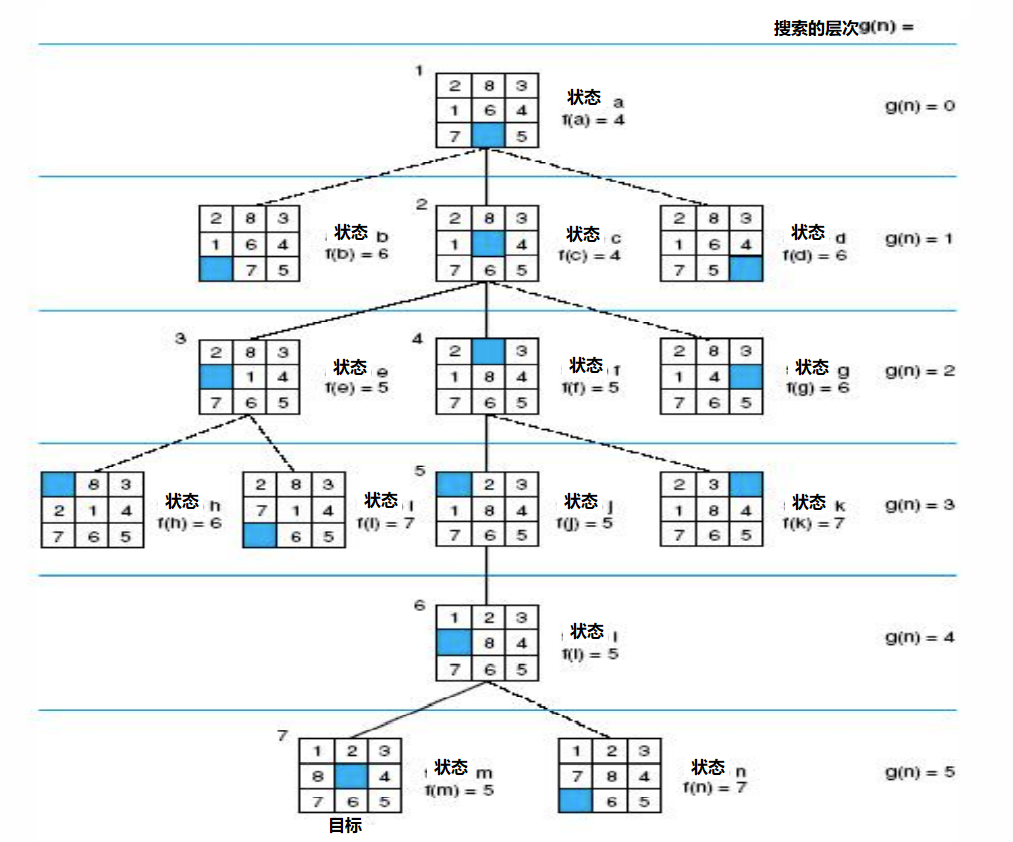 搜索的层次g(n) =
1
2 8 3
1 6 4
7 5
状态 a
f(a) = 4
g(n) = 0
2 8 3
1 6 4
7 5
状态 b
f(b) = 6
2
2 8 3
1 4
7 6 5
状态 c
f(c) = 4
2 8 3
1 6 4
7 5
状态 d
f(d) = 6
g(n) = 1
3
2 8 3
1 4
7 6 5
状态 e
f(e) = 5
4
2 3
1 8 4
7 6 5
状态 f
f(f) = 5
2 8 3
1 4
7 6 5
状态 g
f(g) = 6
g(n) = 2
8 3
2 1 4
7 6 5
状态 h
f(h) = 6
2 8 3
7 1 4
6 5
状态 i
f(i) = 7
5
2 3
1 8 4
7 6 5
状态 j
f(j) = 5
2 3
1 8 4
7 6 5
状态 k
f(k) = 7
g(n) = 3
6
1 2 3
8 4
7 6 5
状态 l
f(l) = 5
g(n) = 4
7
1 2 3
8 4
7 6 5
状态 m
f(m) = 5
目标
1 2 3
7 8 4
6 5
状态 n
f(n) = 7
g(n) = 5